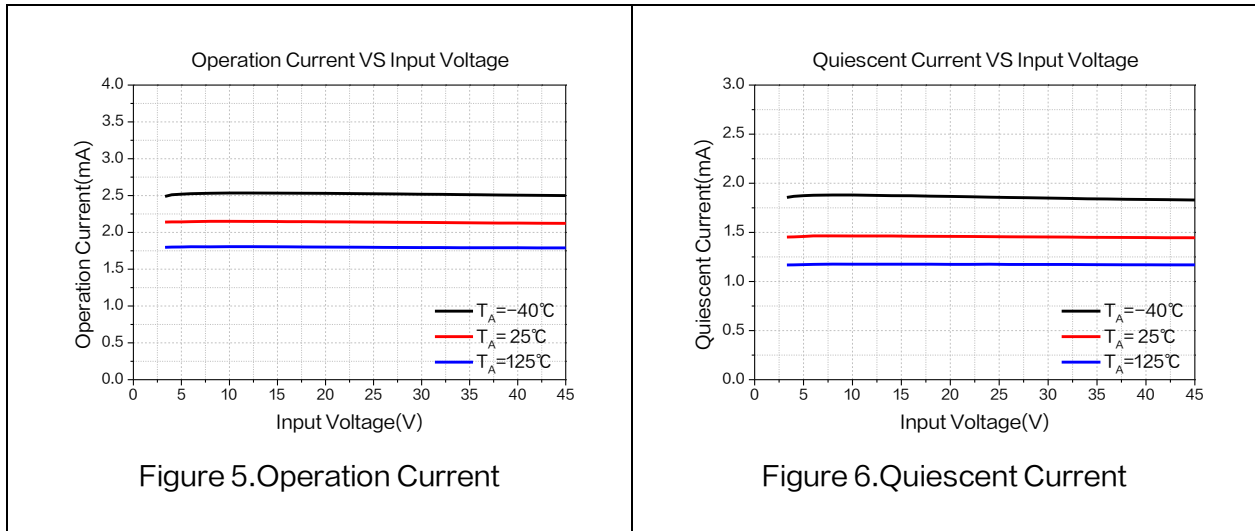 Operation Current VS Input Voltage
4.0
3.5
3.0
2.5
2.0
1.5
1.0
0.5
0.0
Operation Current(mA)
T_A=−40℃
T_A= 25℃
T_A=125℃
0 5 10 15 20 25 30 35 40 45
Input Voltage(V)
Figure 5.Operation Current
Quiescent Current VS Input Voltage
3.0
2.5
2.0
1.5
1.0
0.5
0.0
Quiescent Current(mA)
T_A=−40℃
T_A= 25℃
T_A=125℃
0 5 10 15 20 25 30 35 40 45
Input Voltage(V)
Figure 6.Quiescent Current